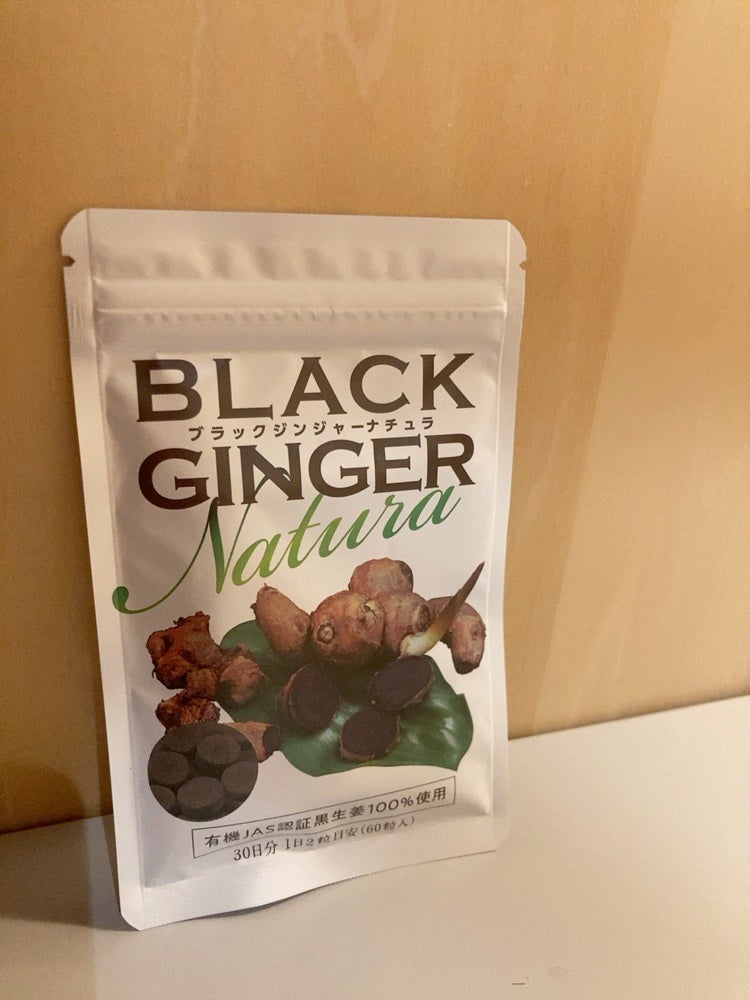 BLACK
ブラックジンジャーナチュラ
GINGER
Natura
有機JAS認証黒生姜100%使用
30日分 1日2粒目安(60粒入)